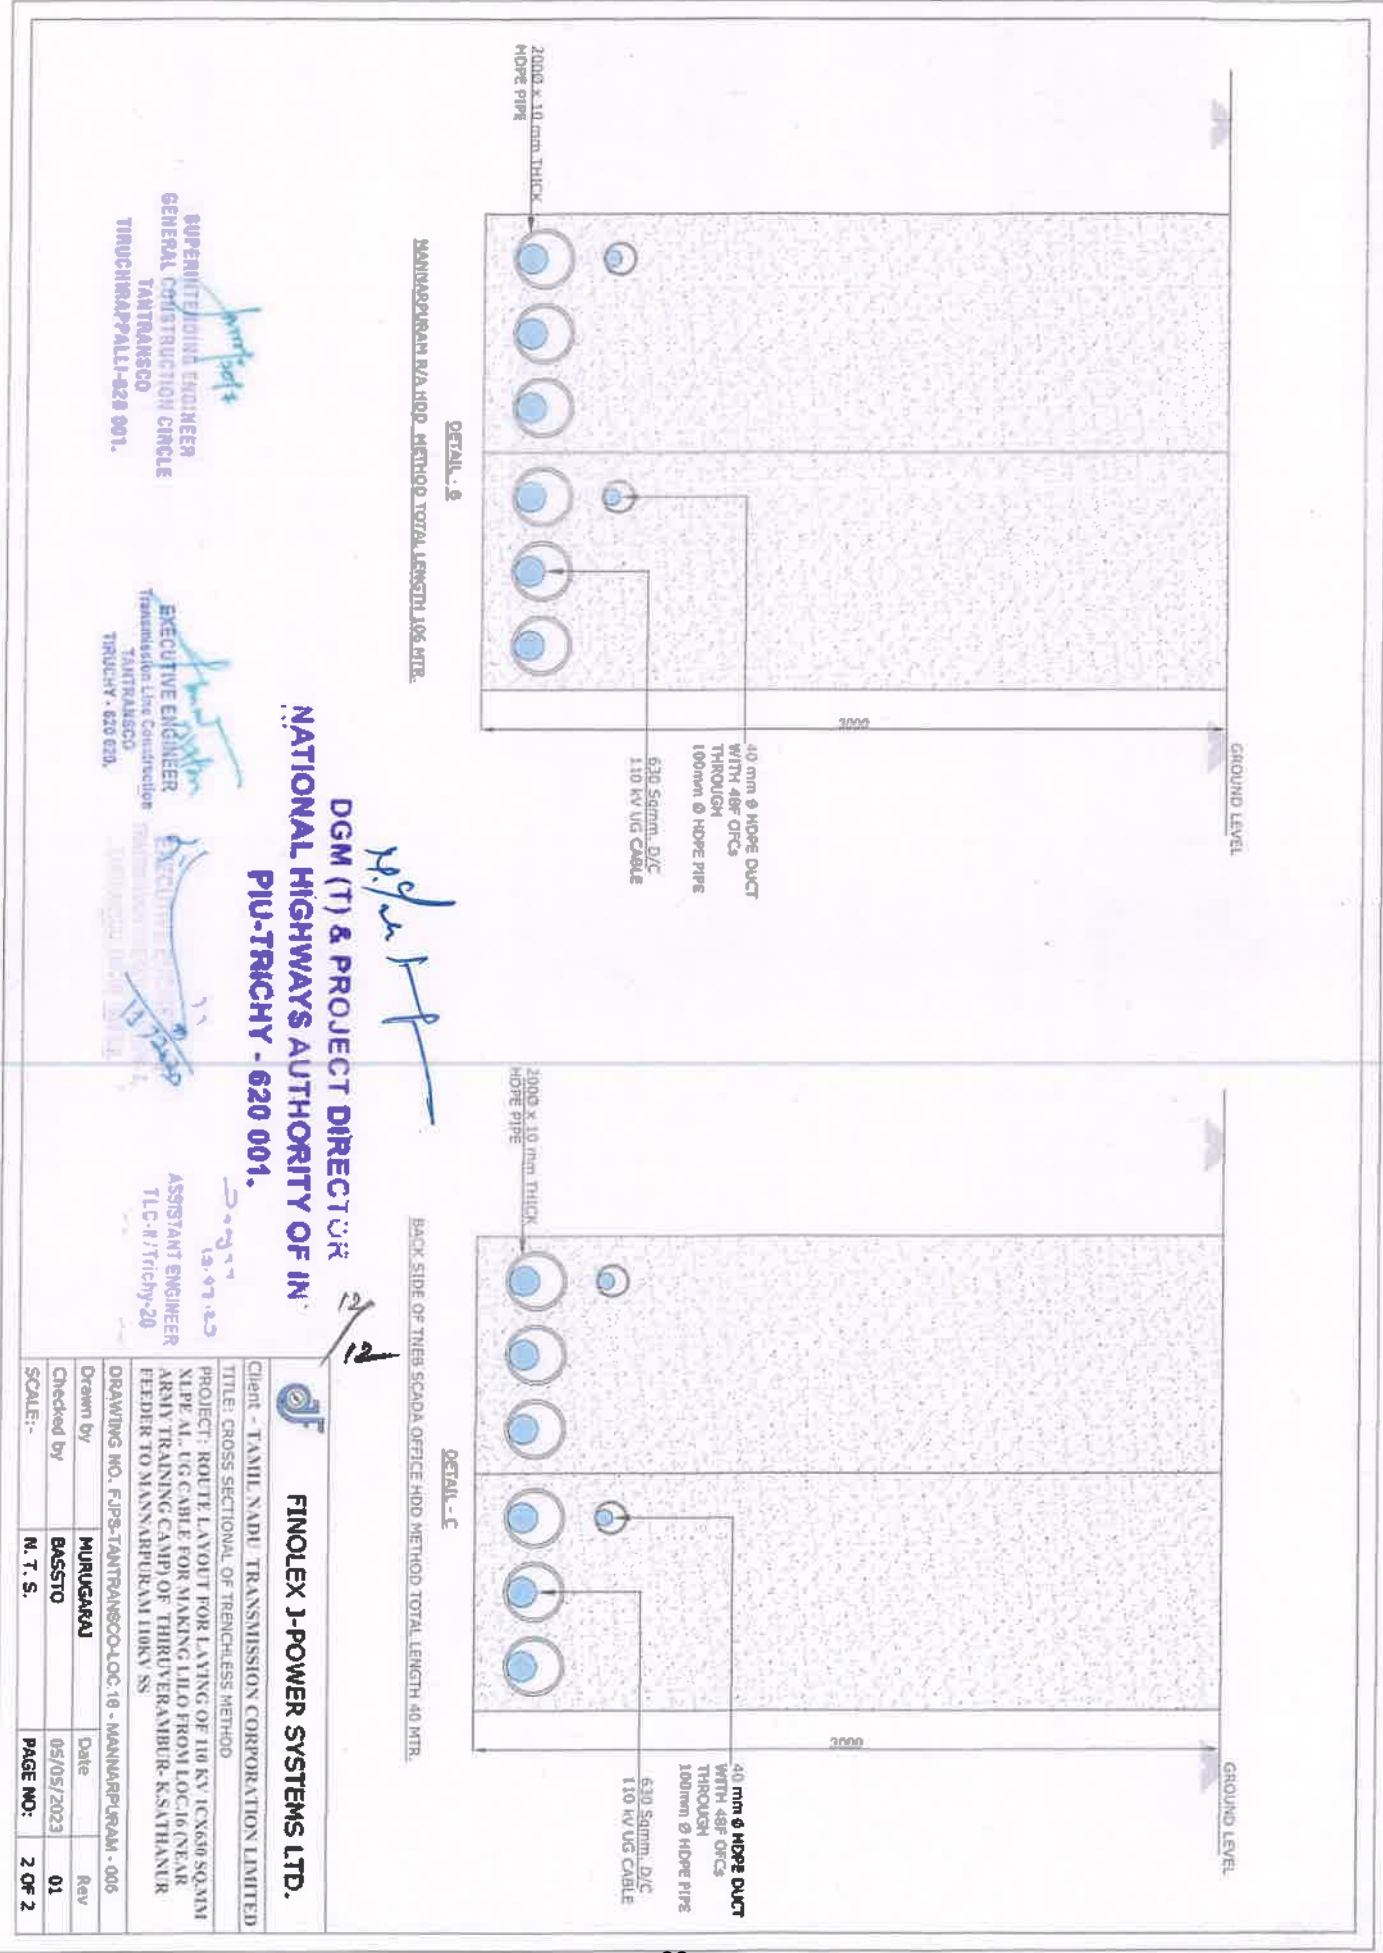 GROUND LEVEL
3000
40 mm Ø HDPE DUCT
WITH 48F OFCs
THROUGH
100mm Ø HDPE PIPE
630 Sqmm. D/C
110 kV UG CABLE
2000 x 10 mm THICK
HDPE PIPE
DETAIL - B
MANNARPURAM R/A HDD METHOD TOTAL LENGTH 106 MTR.
GROUND LEVEL
3000
40 mm Ø HDPE DUCT
WITH 48F OFCs
THROUGH
100mm Ø HDPE PIPE
630 Sqmm. D/C
110 kV UG CABLE
2000 x 10 mm THICK
HDPE PIPE
DETAIL - C
BACK SIDE OF TNEB SCADA OFFICE HDD METHOD TOTAL LENGTH 40 MTR.
DGM (T) & PROJECT DIRECTOR
NATIONAL HIGHWAYS AUTHORITY OF IN
PIU-TRICHY - 620 001.
12/12
SUPERINTENDING ENGINEER
GENERAL CONSTRUCTION CIRCLE
TANTRANSCO
TIRUCHIRAPPALLI-620 001.
EXECUTIVE ENGINEER
Transmission Line Construction
TANTRANSCO
TIRUCHY - 620 020.
EXECUTIVE
ASSISTANT ENGINEER
TLC-II/Trichy-20
FINOLEX J-POWER SYSTEMS LTD.
Client - TAMIL NADU TRANSMISSION CORPORATION LIMITED
TITLE: CROSS SECTIONAL OF TRENCHLESS METHOD
PROJECT: ROUTE LAYOUT FOR LAYING OF 110 KV 1CX630 SQ.MM
XLPE AL. UG CABLE FOR MAKING LILO FROM LOC.16 (NEAR
ARMY TRAINING CAMP) OF THIRUVERAMBUR- K.SATHANUR
FEEDER TO MANNARPURAM 110KV SS
DRAWING NO. FJPS-TANTRANSCO-LOC.16 - MANNARPURAM - 006
Drawn by MURUGARAJ Date Rev
Checked by BASSTO 05/05/2023 01
SCALE:- N. T. S. PAGE NO: 2 OF 2